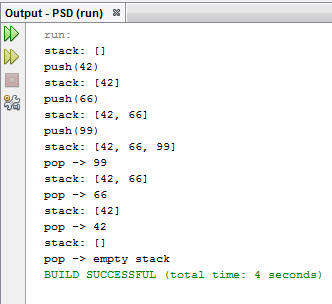 Output - PSD (run)
run:
stack: []
push(42)
stack: [42]
push(66)
stack: [42, 66]
push(99)
stack: [42, 66, 99]
pop -> 99
stack: [42, 66]
pop -> 66
stack: [42]
pop -> 42
stack: []
pop -> empty stack
BUILD SUCCESSFUL (total time: 4 seconds)